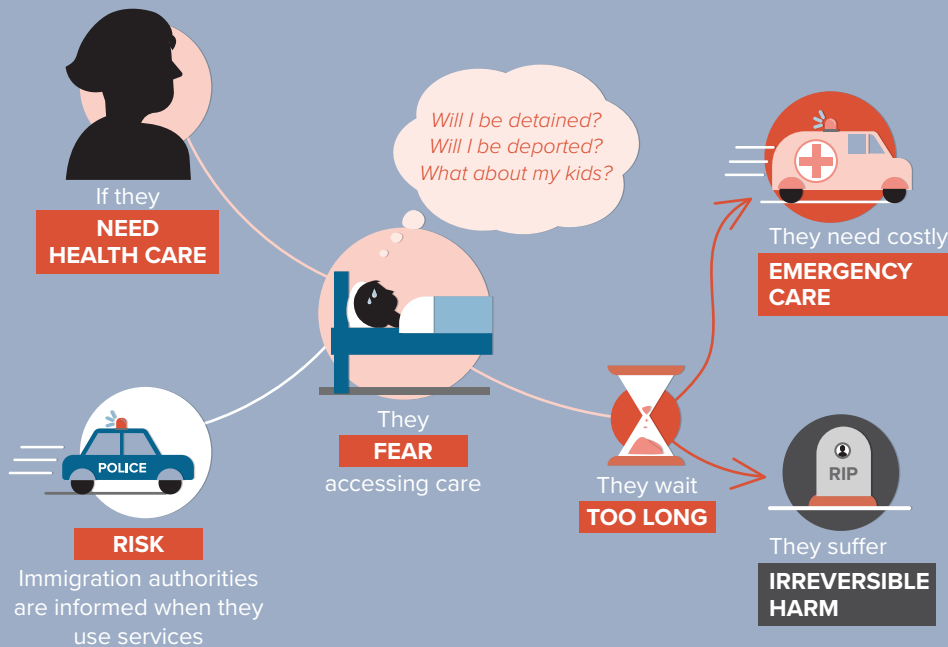 If they
NEED
HEALTH CARE
POLICE
RISK
Immigration authorities
are informed when they
use services
Will I be detained?
Will I be deported?
What about my kids?
They
FEAR
accessing care
They wait
TOO LONG
They need costly
EMERGENCY
CARE
RIP
They suffer
IRREVERSIBLE
HARM